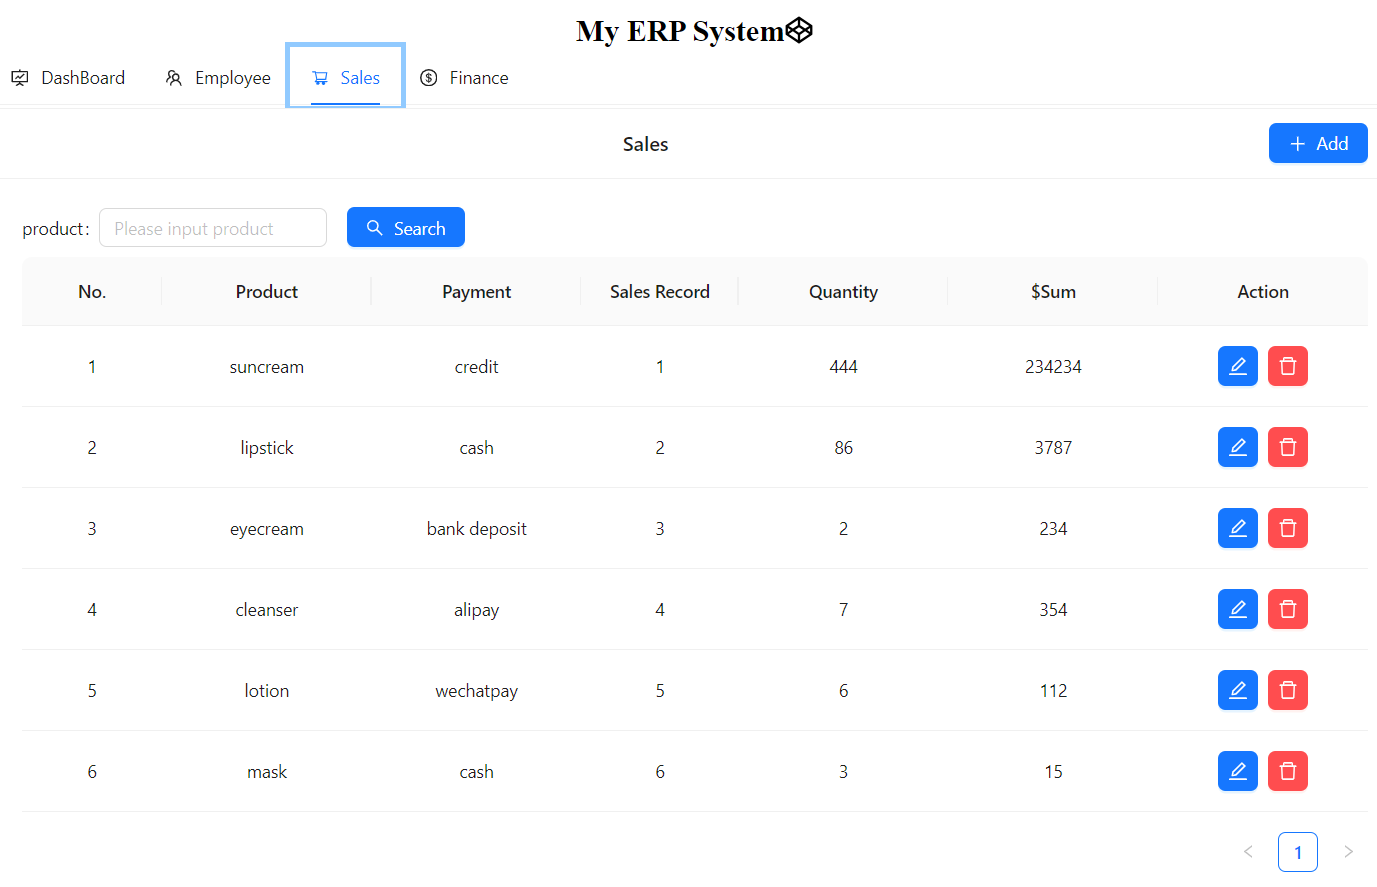 My ERP System
DashBoard Employee Sales Finance
Sales
Add
product: Please input product Search
No. Product Payment Sales Record Quantity $Sum Action
1 suncream credit 1 444 234234
2 lipstick cash 2 86 3787
3 eyecream bank deposit 3 2 234
4 cleanser alipay 4 7 354
5 lotion wechatpay 5 6 112
6 mask cash 6 3 15
1